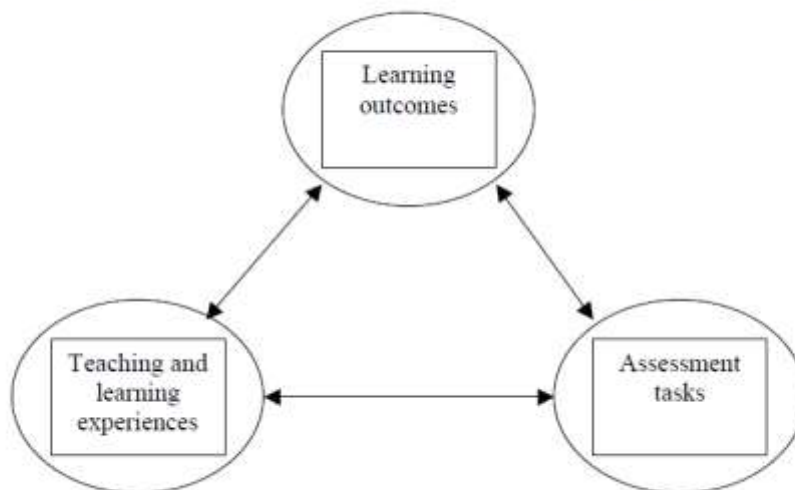 Learning
outcomes
Teaching and
learning
experiences
Assessment
tasks